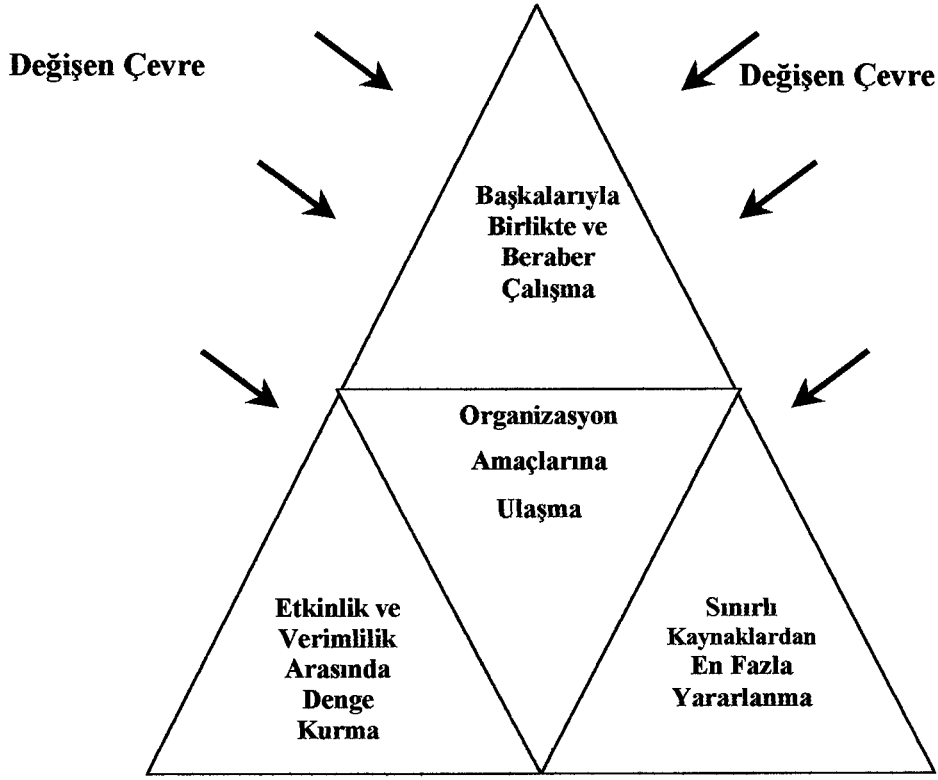 Değişen Çevre
Değişen Çevre
Başkalarıyla
Birlikte ve
Beraber
Çalışma
Organizasyon
Amaçlarına
Ulaşma
Etkinlik ve
Verimlilik
Arasında
Denge
Kurma
Sınırlı
Kaynaklardan
En Fazla
Yararlanma